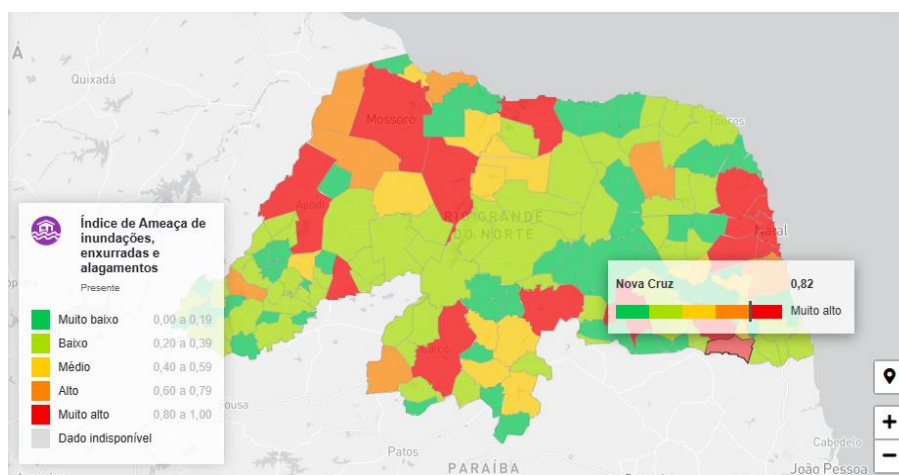 Á
Quixadá
Mossoró
Touros
Apodi
RIO GRANDE
DO NORTE
Natal
Índice de Ameaça de
inundações,
enxurradas e
alagamentos
Presente
Muito baixo 0,00 a 0,19
Baixo 0,20 a 0,39
Médio 0,40 a 0,59
Alto 0,60 a 0,79
Muito alto 0,80 a 1,00
Dado indisponível
Nova Cruz 0,82
Muito alto
Caicó
Sousa
Patos
PARAÍBA
Cabedelo
João Pessoa
+
−